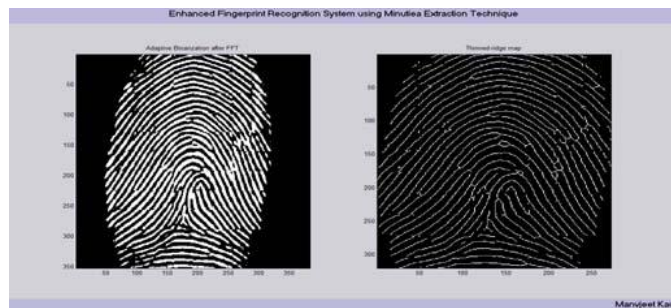 Enhanced Fingerprint Recognition System using Minutiea Extraction Technique
Adaptive Binarization after FFT
Thinned-ridge map
50
100
150
200
250
300
350
50 100 150 200 250 300 350
50
100
150
200
250
300
50 100 150 200 250
Manvjeet Kau